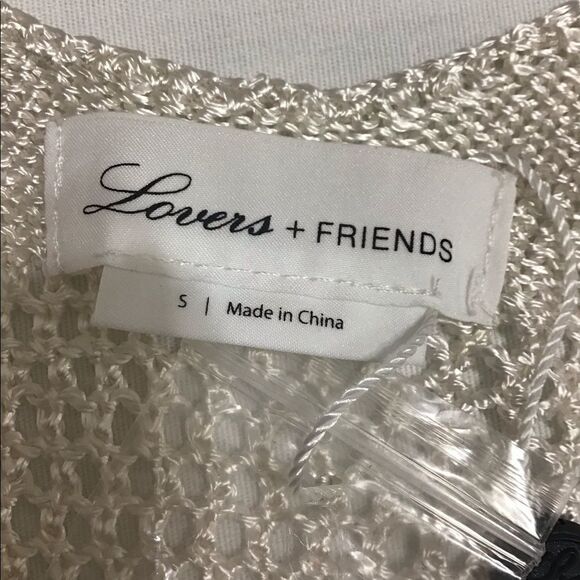 Lovers + FRIENDS
S | Made in China